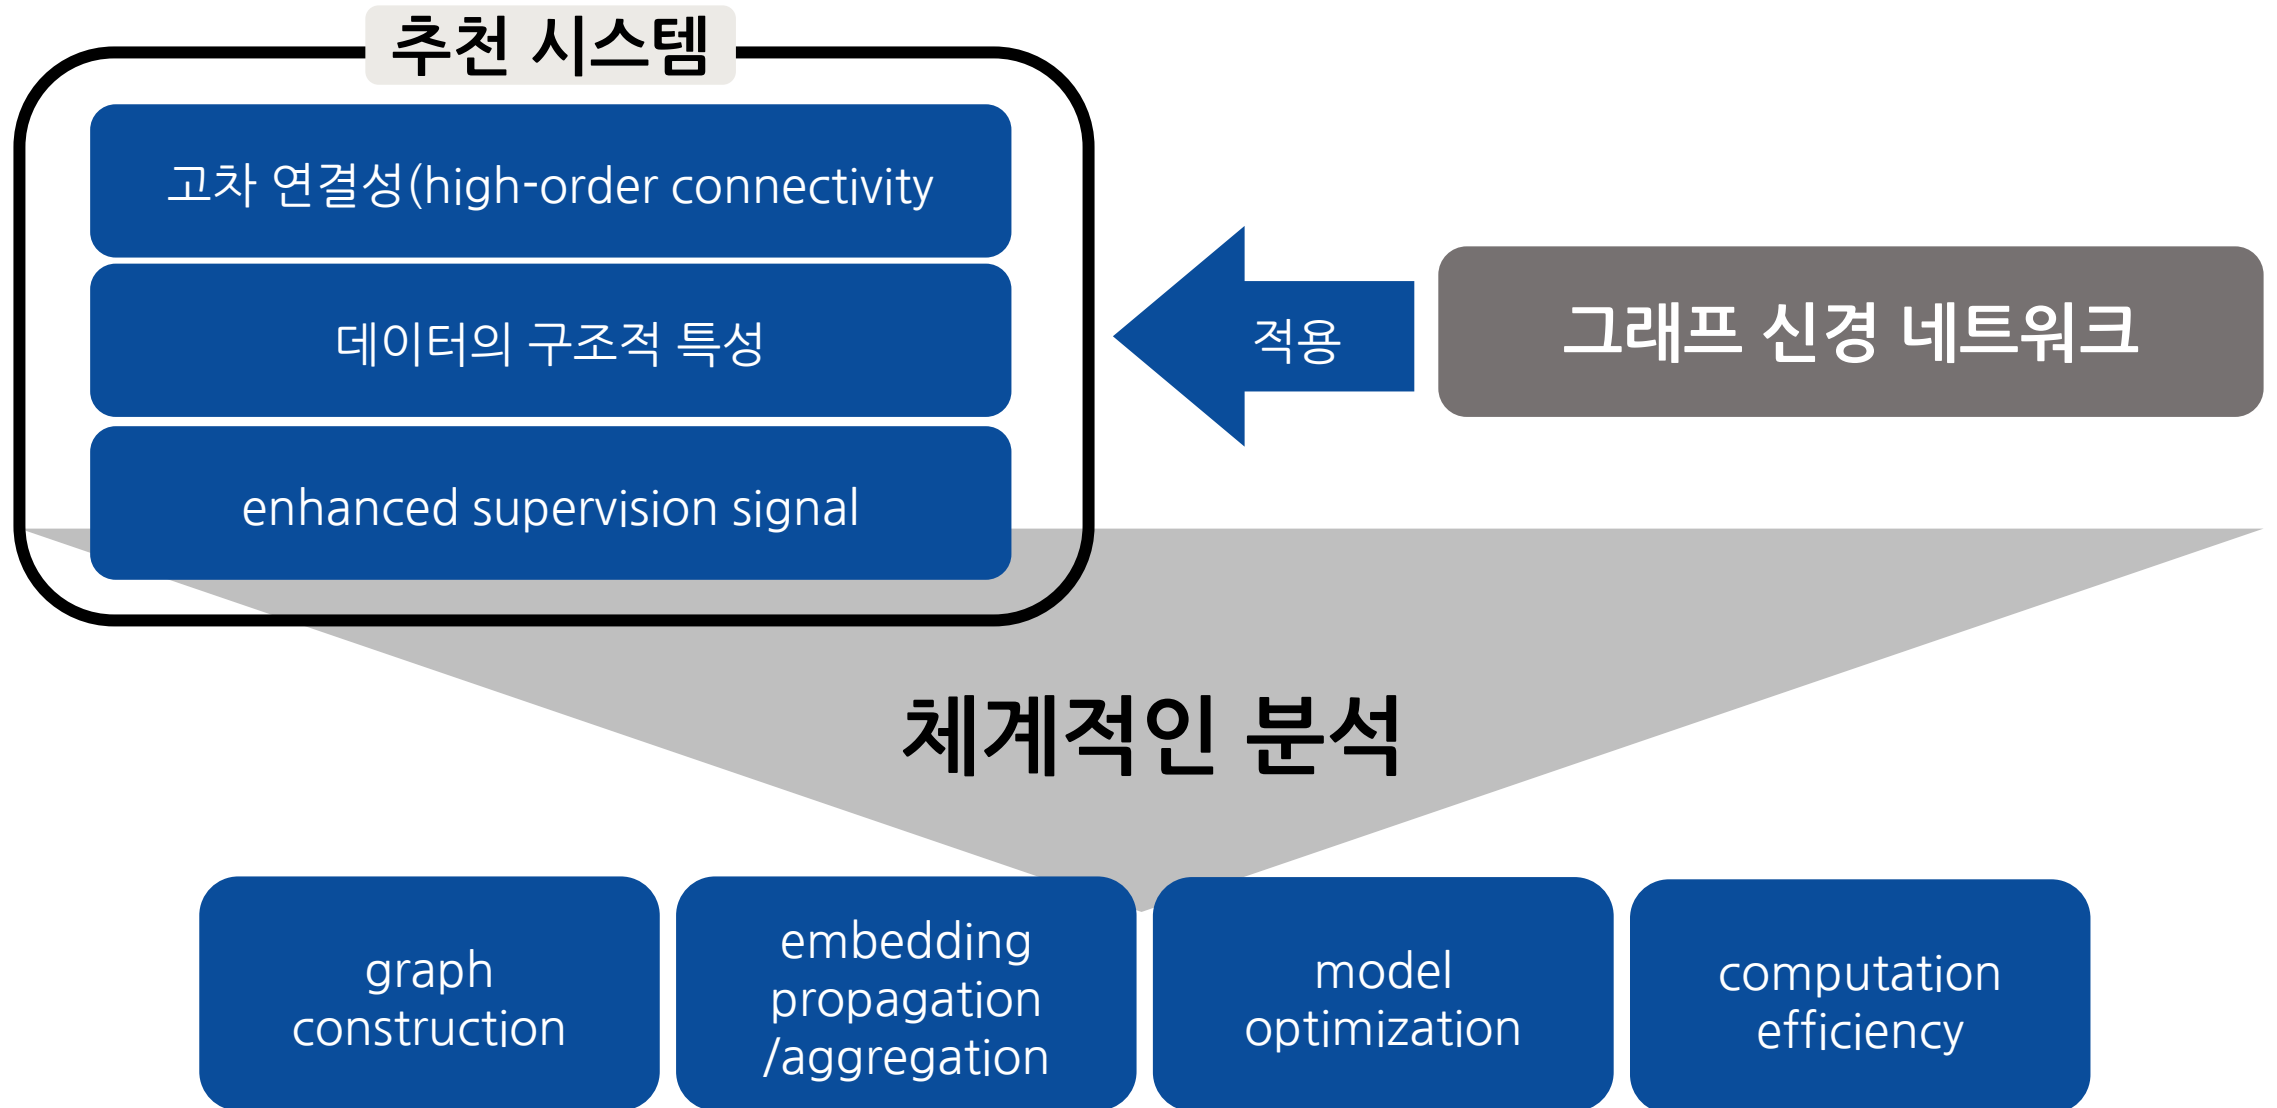 추천 시스템
고차 연결성(high-order connectivity
데이터의 구조적 특성
enhanced supervision signal
적용
그래프 신경 네트워크
체계적인 분석
graph
construction
embedding
propagation
/aggregation
model
optimization
computation
efficiency